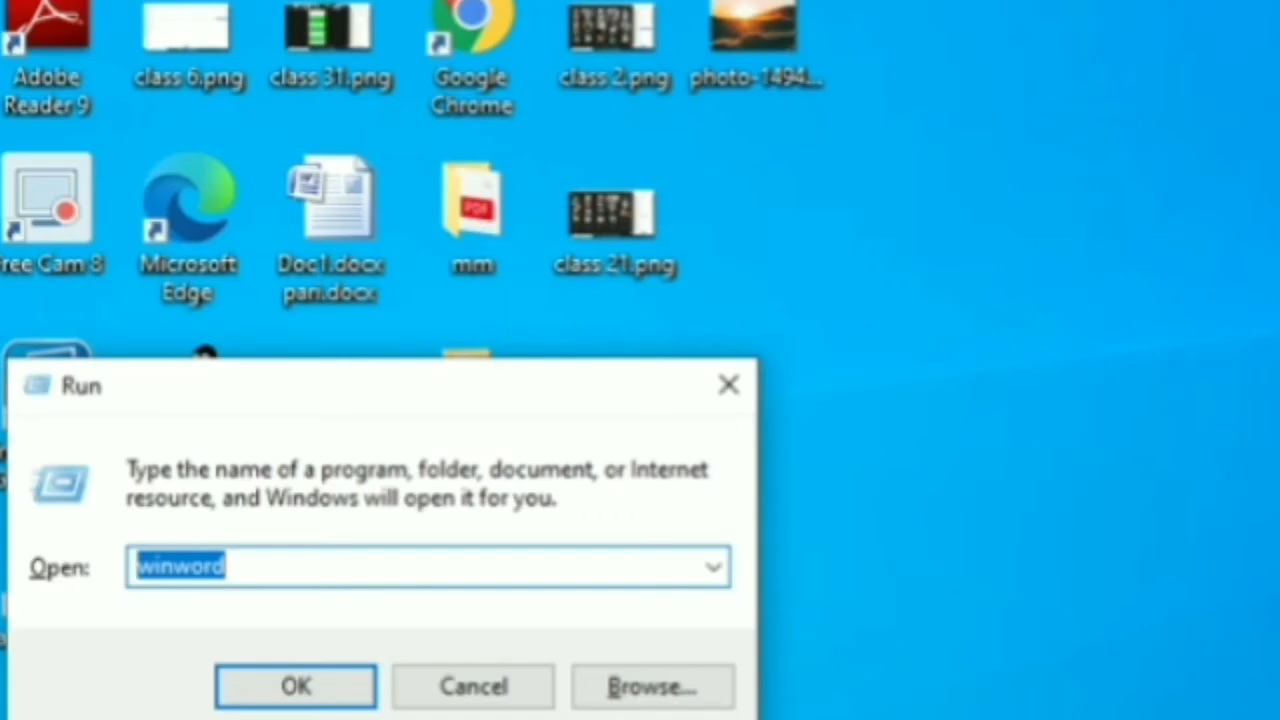 Adobe
Reader 9
class 6.png
class 31.png
Google
Chrome
class 2.png
photo-1494...
ree Cam 8
Microsoft
Edge
Doc1.docx
pari.docx
mm
class 21.png
PDF
Run
Type the name of a program, folder, document, or Internet
resource, and Windows will open it for you.
Open:
winword
OK
Cancel
Browse...